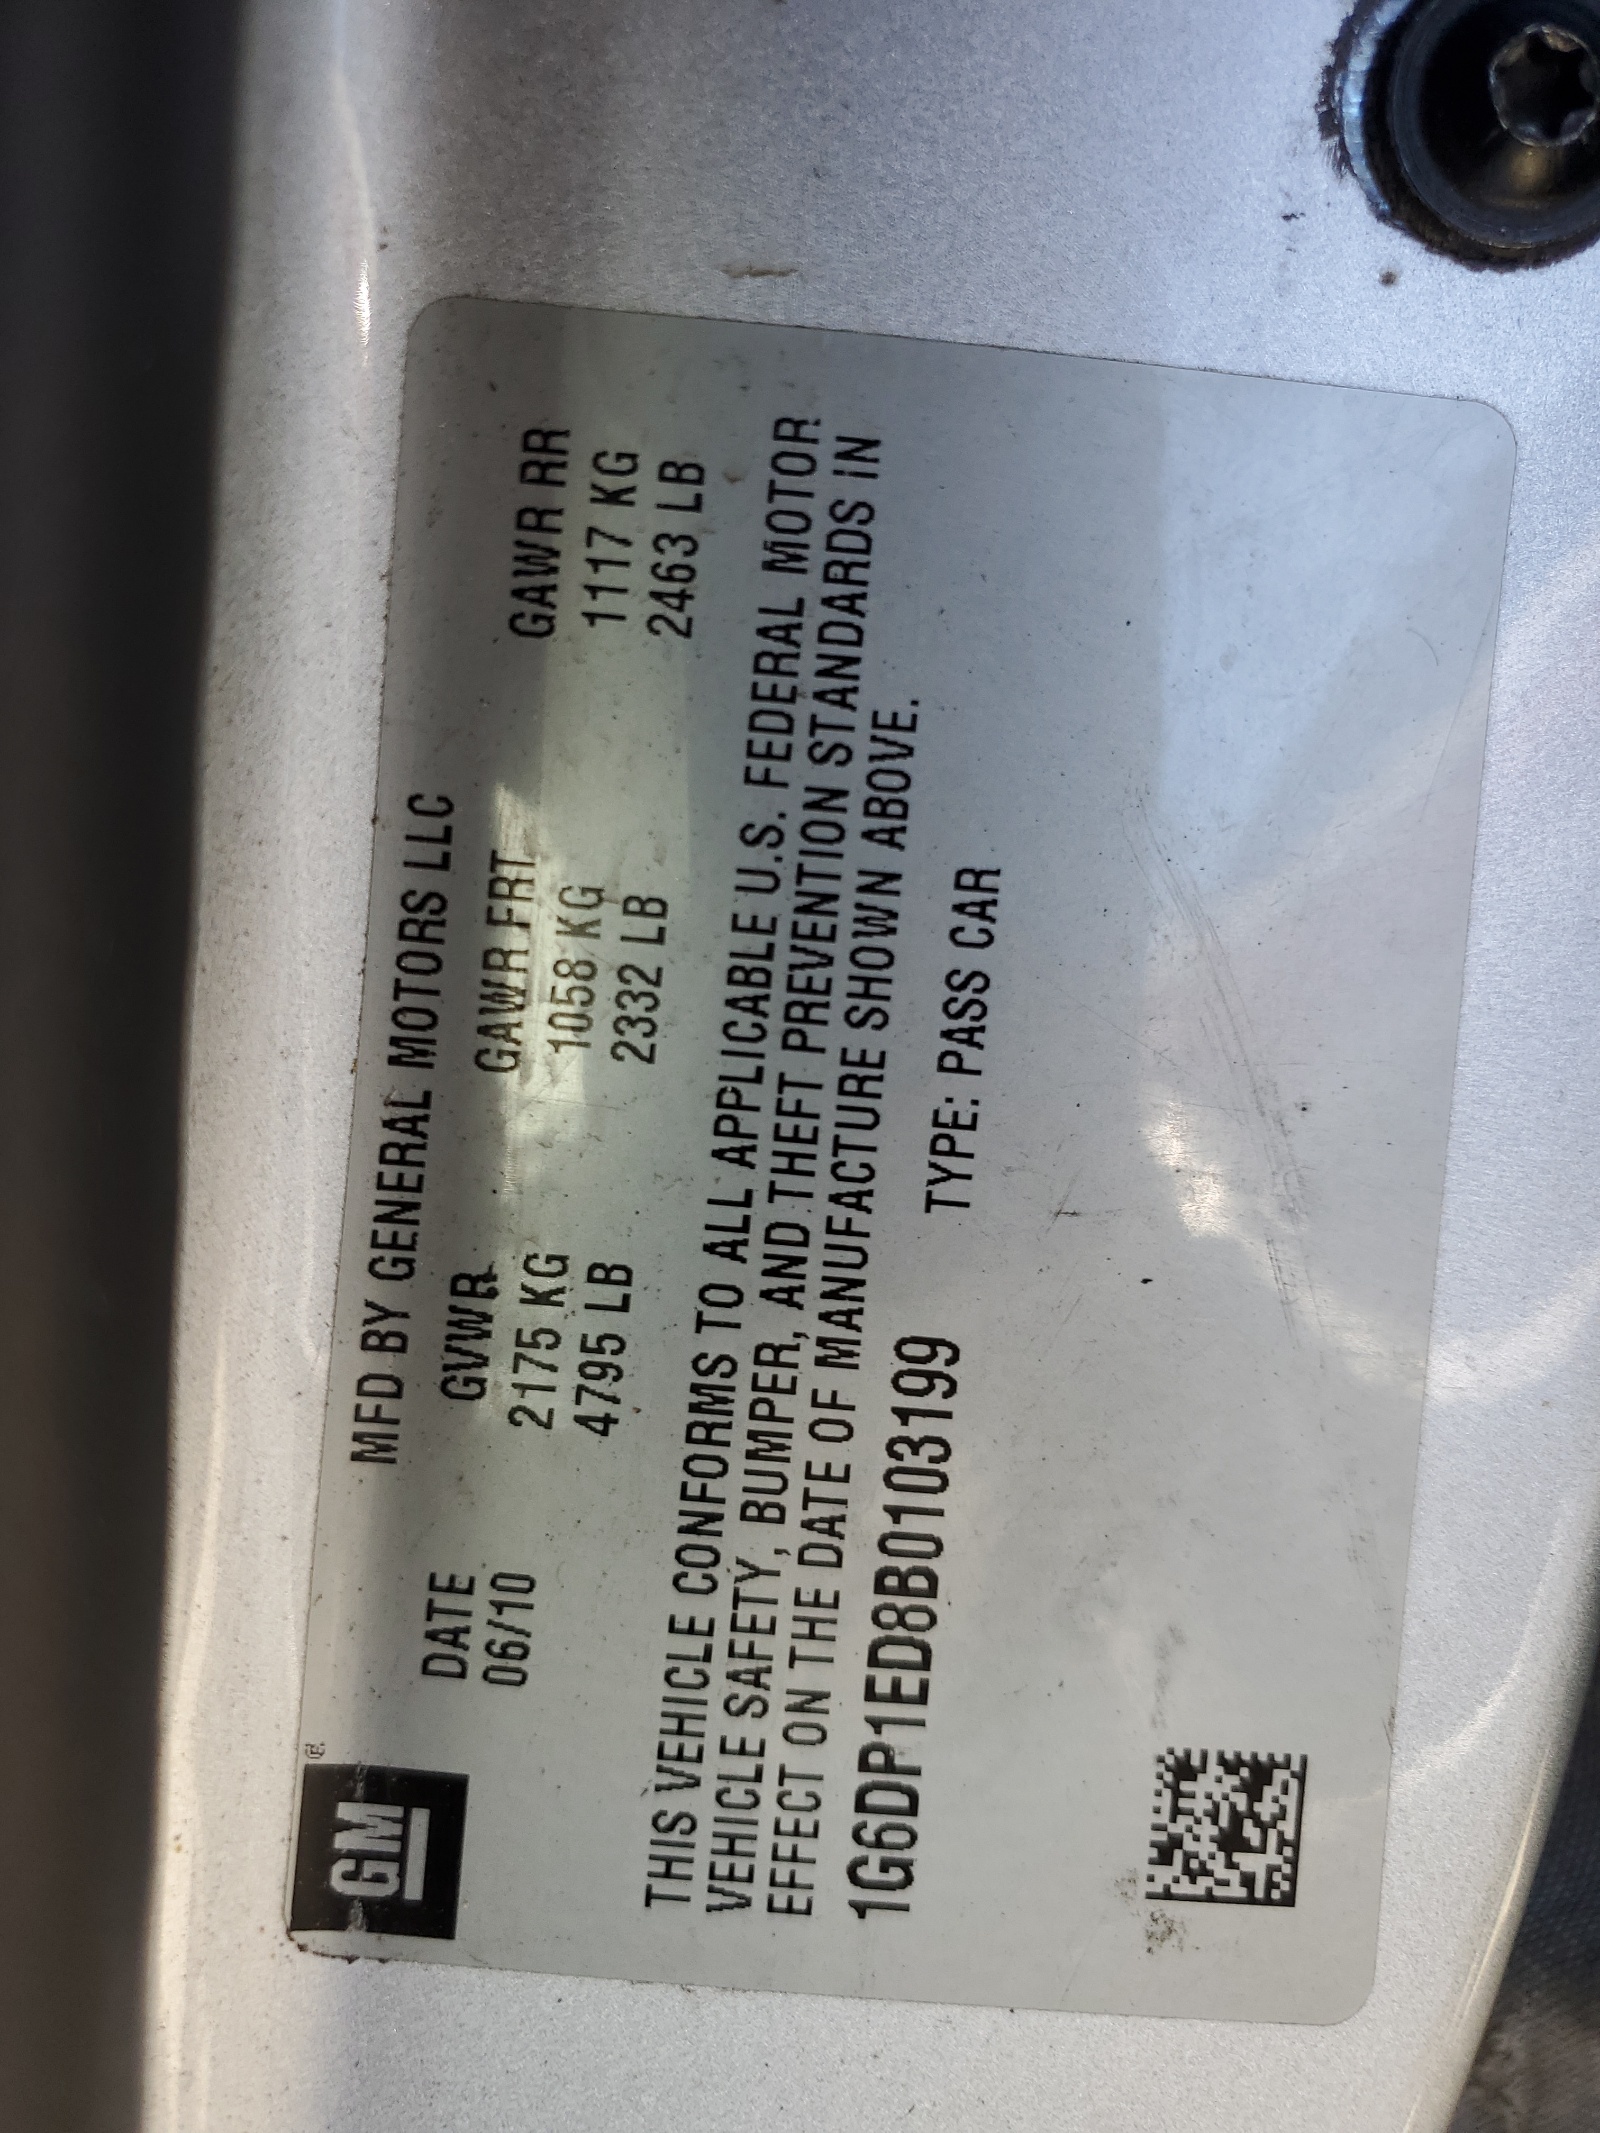 GM®
MFD BY GENERAL MOTORS LLC
DATE GVWR GAWR FRT GAWR RR
06/10 2175 KG 1058 KG 1117 KG
4795 LB 2332 LB 2463 LB
THIS VEHICLE CONFORMS TO ALL APPLICABLE U.S. FEDERAL MOTOR
VEHICLE SAFETY, BUMPER, AND THEFT PREVENTION STANDARDS IN
EFFECT ON THE DATE OF MANUFACTURE SHOWN ABOVE.
1G6DP1ED8B0103199 TYPE: PASS CAR